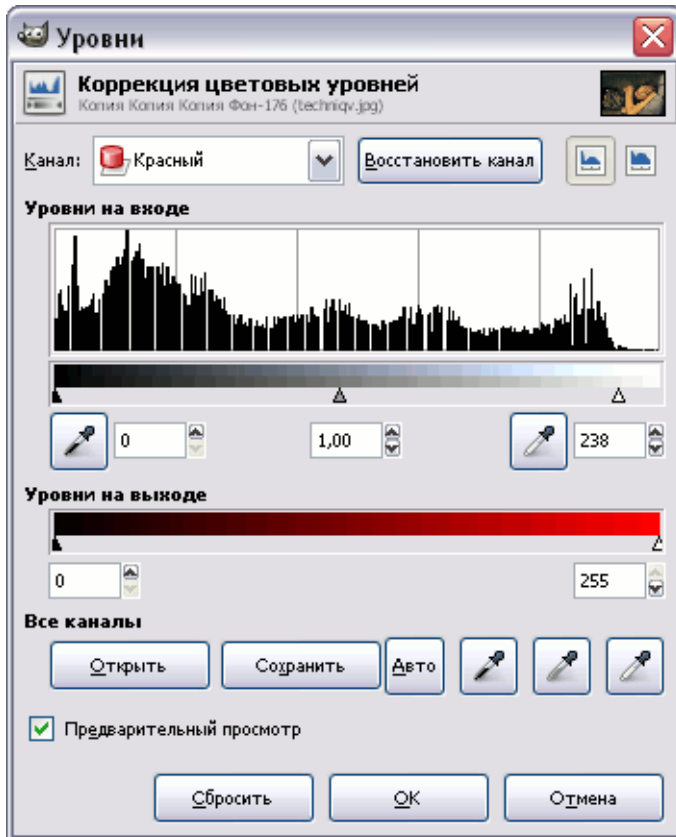 Уровни
Коррекция цветовых уровней
Копия Копия Копия Фон-176 (techniqv.jpg)
Канал: Красный Восстановить канал
Уровни на входе
0 1,00 238
Уровни на выходе
0 255
Все каналы
Открыть Сохранить Авто
Предварительный просмотр
Сбросить OK Отмена